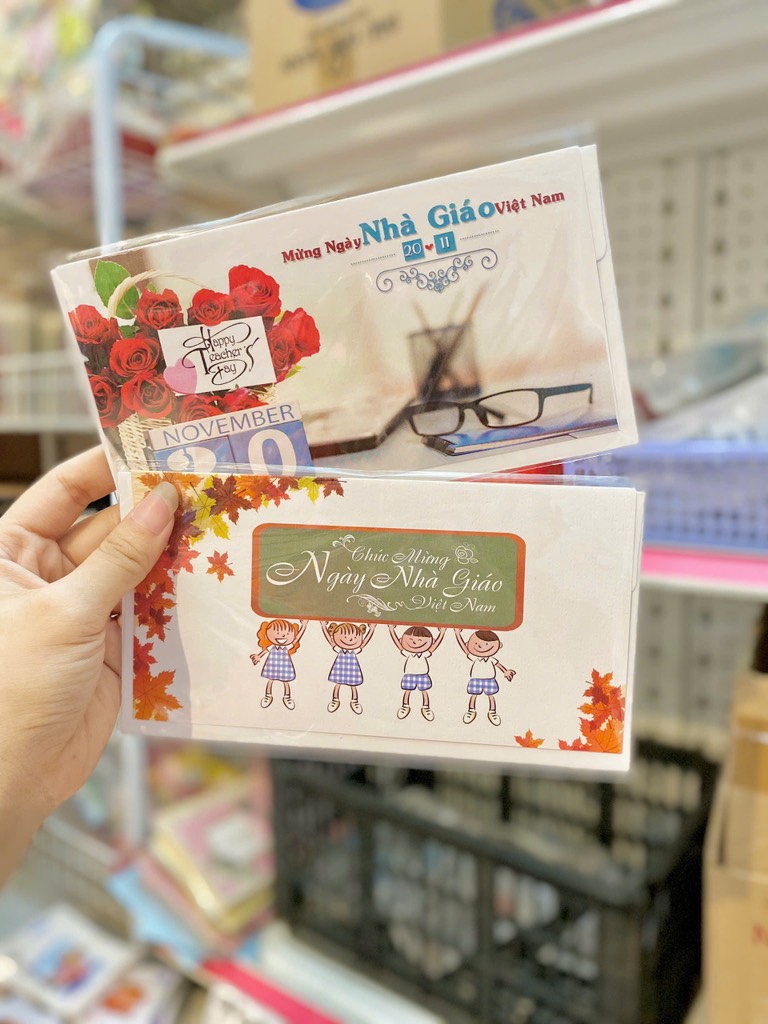 Mừng Ngày Nhà Giáo Việt Nam
20 11
Happy
Teacher's
Day
NOVEMBER
20
Chúc Mừng
Ngày Nhà Giáo
Việt Nam